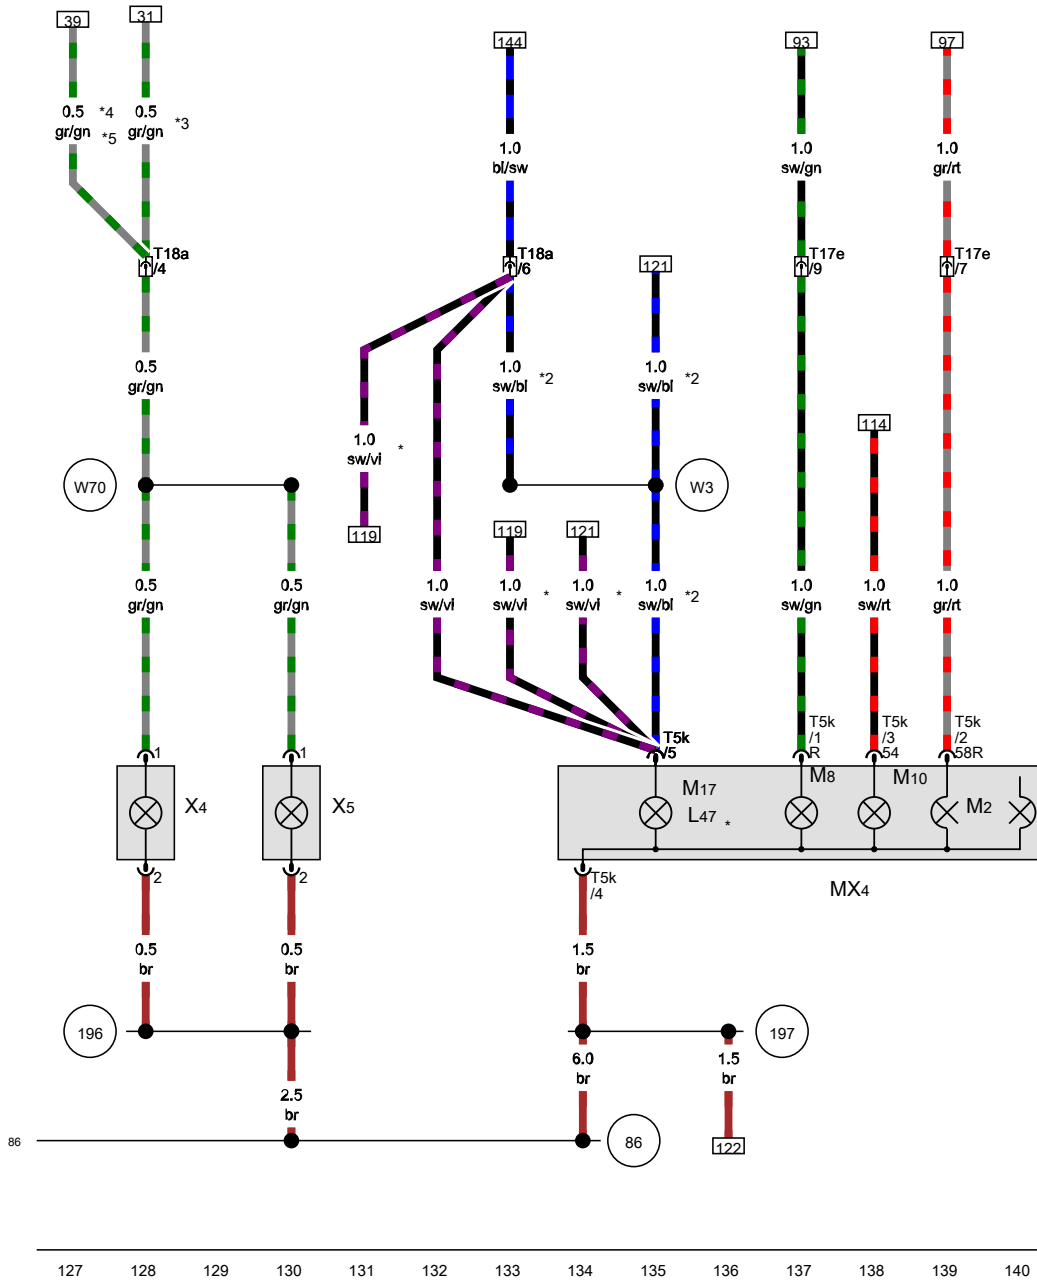 39
31
144
93
97
0.5
gr/gn
*4
*5
0.5
gr/gn
*3
1.0
bl/sw
1.0
sw/gn
1.0
gr/rt
T18a
/4
T18a
/6
121
T17e
/9
T17e
/7
0.5
gr/gn
1.0
sw/bl
*2
1.0
sw/bl
*2
114
1.0
sw/vi
*
W70
W3
119
119
121
0.5
gr/gn
0.5
gr/gn
1.0
sw/vi
1.0
sw/vi
*
1.0
sw/vi
*
1.0
sw/bl
*2
1.0
sw/gn
1.0
sw/rt
1.0
gr/rt
1
1
T5k
/5
T5k
/1
R
T5k
/3
54
T5k
/2
58R
X4
X5
M17
L47
*
M8
M10
M2
2
2
T5k
/4
MX4
0.5
br
0.5
br
1.5
br
196
197
2.5
br
6.0
br
1.5
br
86
86
122
127 128 129 130 131 132 133 134 135 136 137 138 139 140